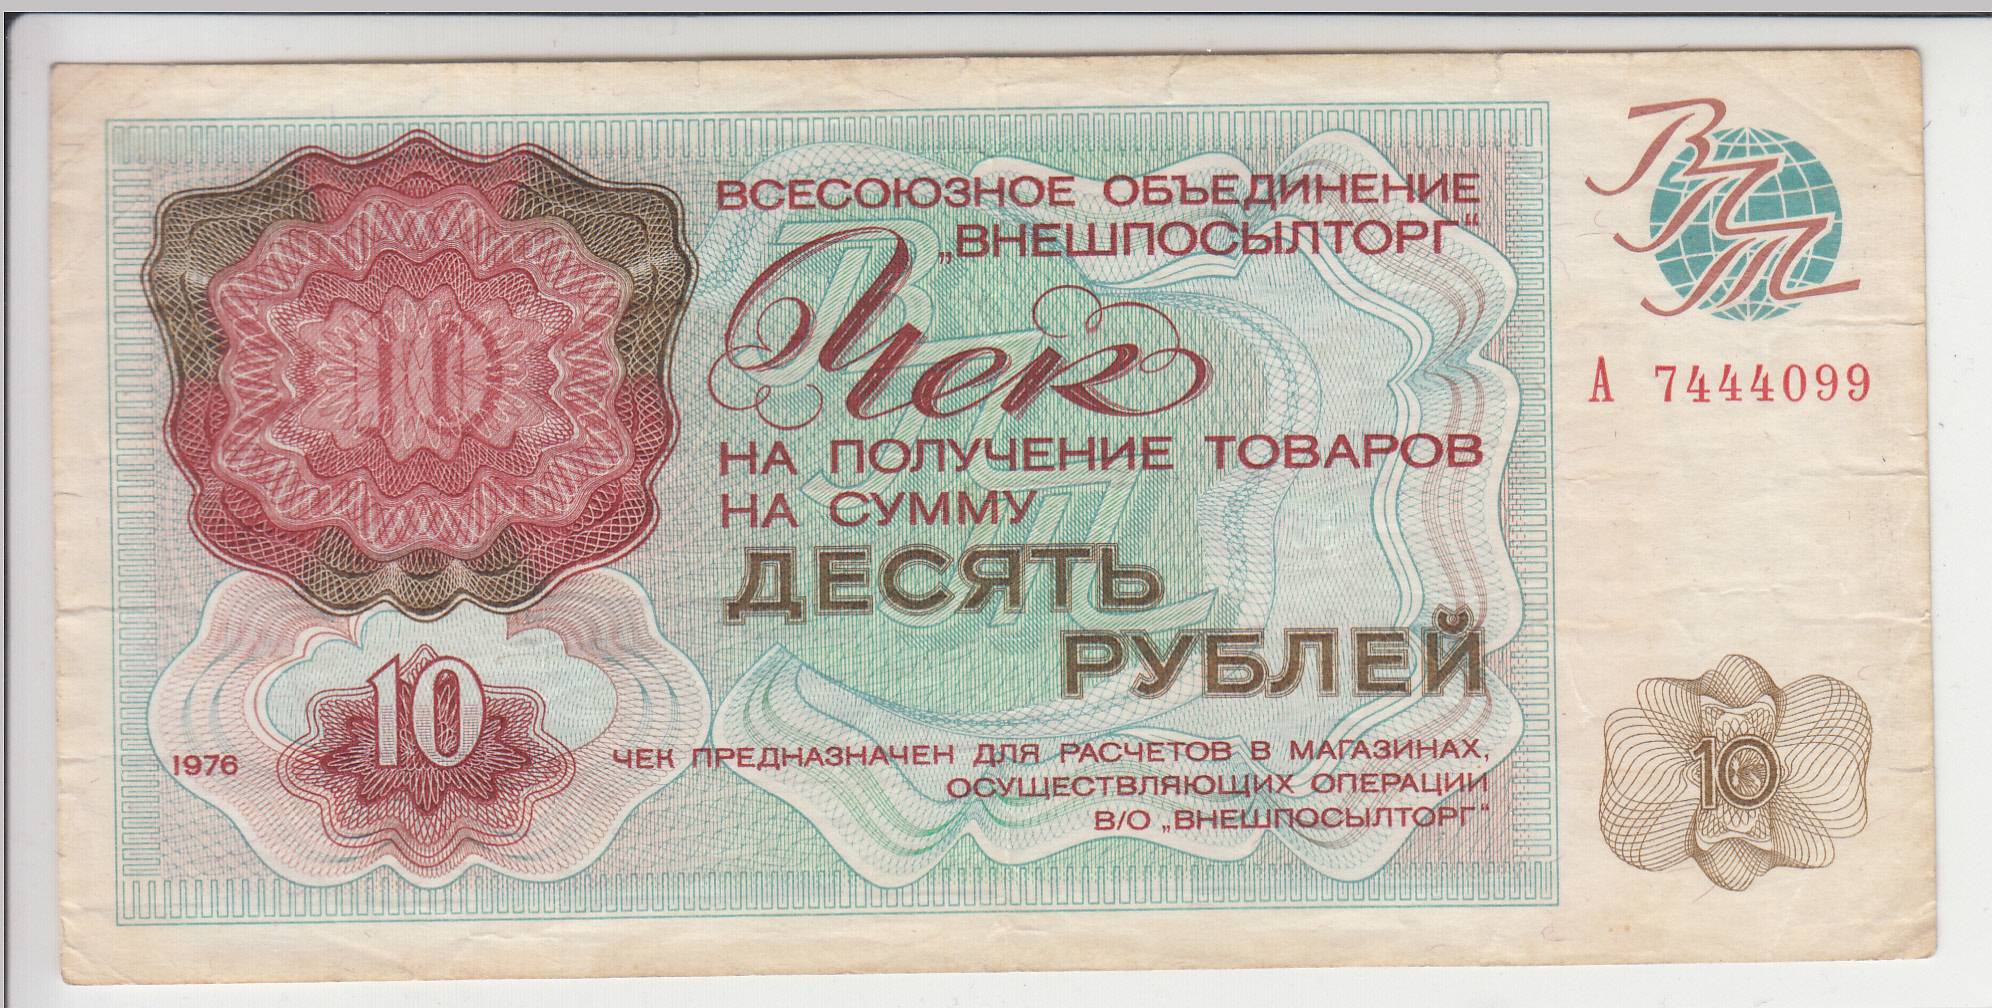 ВСЕСОЮЗНОЕ ОБЪЕДИНЕНИЕ
„ВНЕШПОСЫЛТОРГ“
ВПТ
Чек
А 7444099
НА ПОЛУЧЕНИЕ ТОВАРОВ
НА СУММУ
ДЕСЯТЬ
РУБЛЕЙ
10
10
1976
10
ЧЕК ПРЕДНАЗНАЧЕН ДЛЯ РАСЧЕТОВ В МАГАЗИНАХ,
ОСУЩЕСТВЛЯЮЩИХ ОПЕРАЦИИ
В/О „ВНЕШПОСЫЛТОРГ“